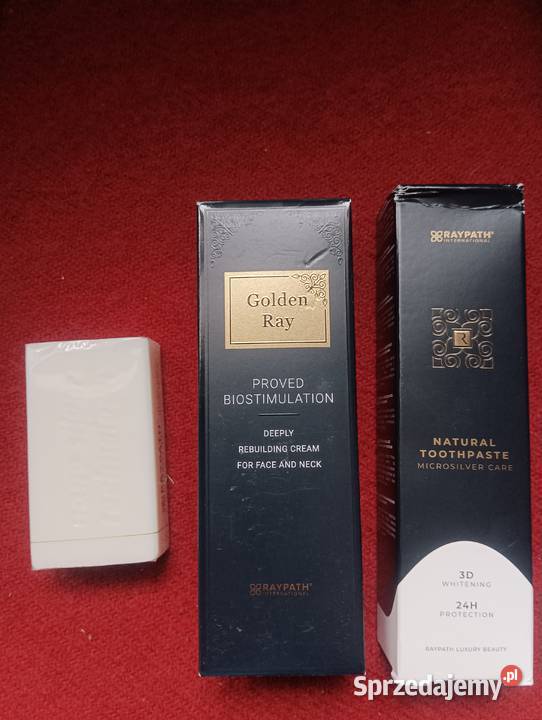 Golden
Ray
PROVED
BIOSTIMULATION
DEEPLY
REBUILDING CREAM
FOR FACE AND NECK
RAYPATH®
INTERNATIONAL
RAYPATH®
INTERNATIONAL
R
NATURAL
TOOTHPASTE
MICROSILVER CARE
3D
WHITENING
24H
PROTECTION
RAYPATH LUXURY BEAUTY
Sprzedajemy.pl